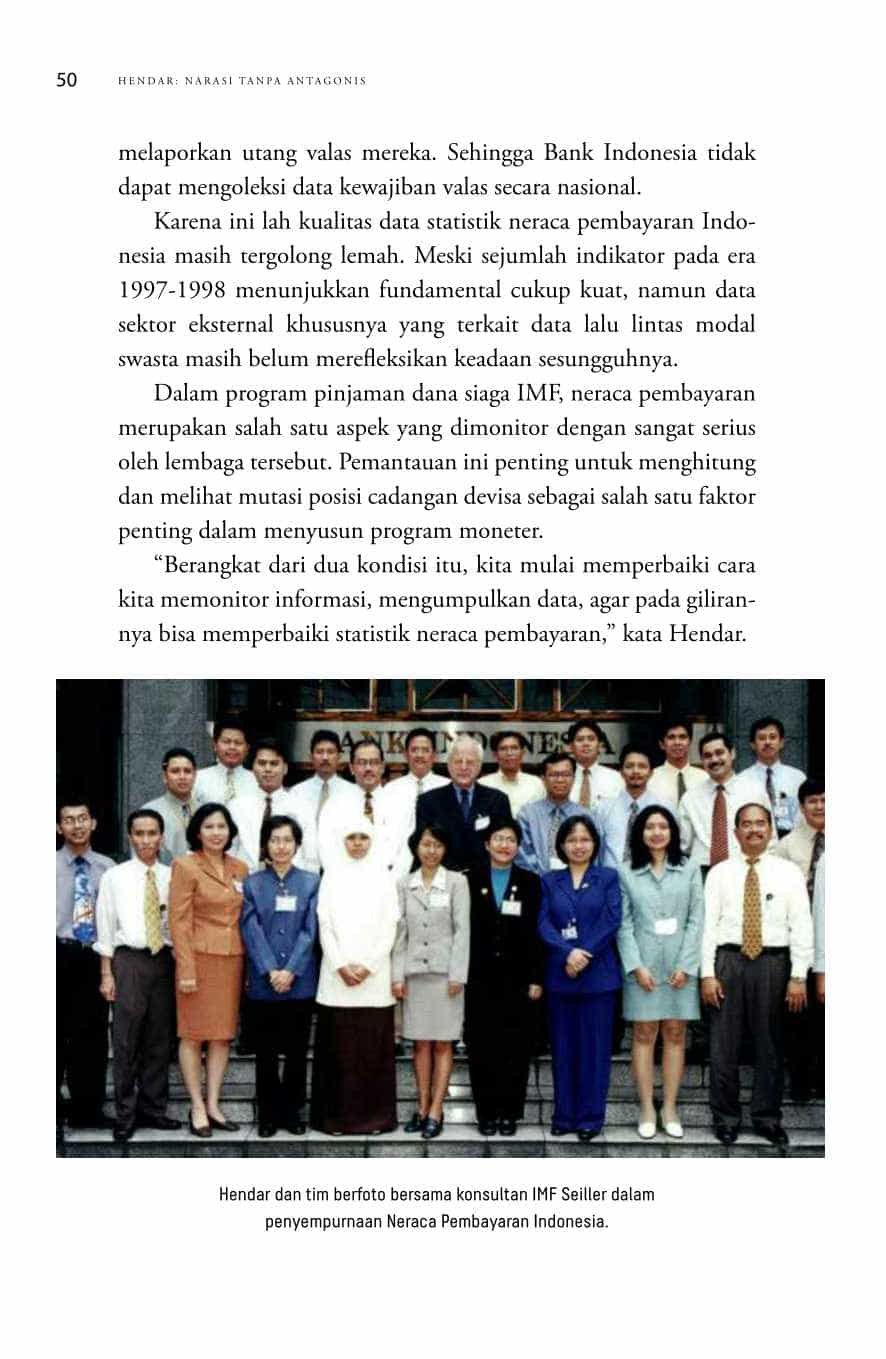 50
HENDAR: NARASI TANPA ANTAGONIS
melaporkan utang valas mereka. Sehingga Bank Indonesia tidak
dapat mengoleksi data kewajiban valas secara nasional.
Karena ini lah kualitas data statistik neraca pembayaran Indo-
nesia masih tergolong lemah. Meski sejumlah indikator pada era
1997-1998 menunjukkan fundamental cukup kuat, namun data
sektor eksternal khususnya yang terkait data lalu lintas modal
swasta masih belum merefleksikan keadaan sesungguhnya.
Dalam program pinjaman dana siaga IMF, neraca pembayaran
merupakan salah satu aspek yang dimonitor dengan sangat serius
oleh lembaga tersebut. Pemantauan ini penting untuk menghitung
dan melihat mutasi posisi cadangan devisa sebagai salah satu faktor
penting dalam menyusun program moneter.
“Berangkat dari dua kondisi itu, kita mulai memperbaiki cara
kita memonitor informasi, mengumpulkan data, agar pada giliran-
nya bisa memperbaiki statistik neraca pembayaran,” kata Hendar.
BANK INDONESIA
Hendar dan tim berfoto bersama konsultan IMF Seiller dalam
penyempurnaan Neraca Pembayaran Indonesia.